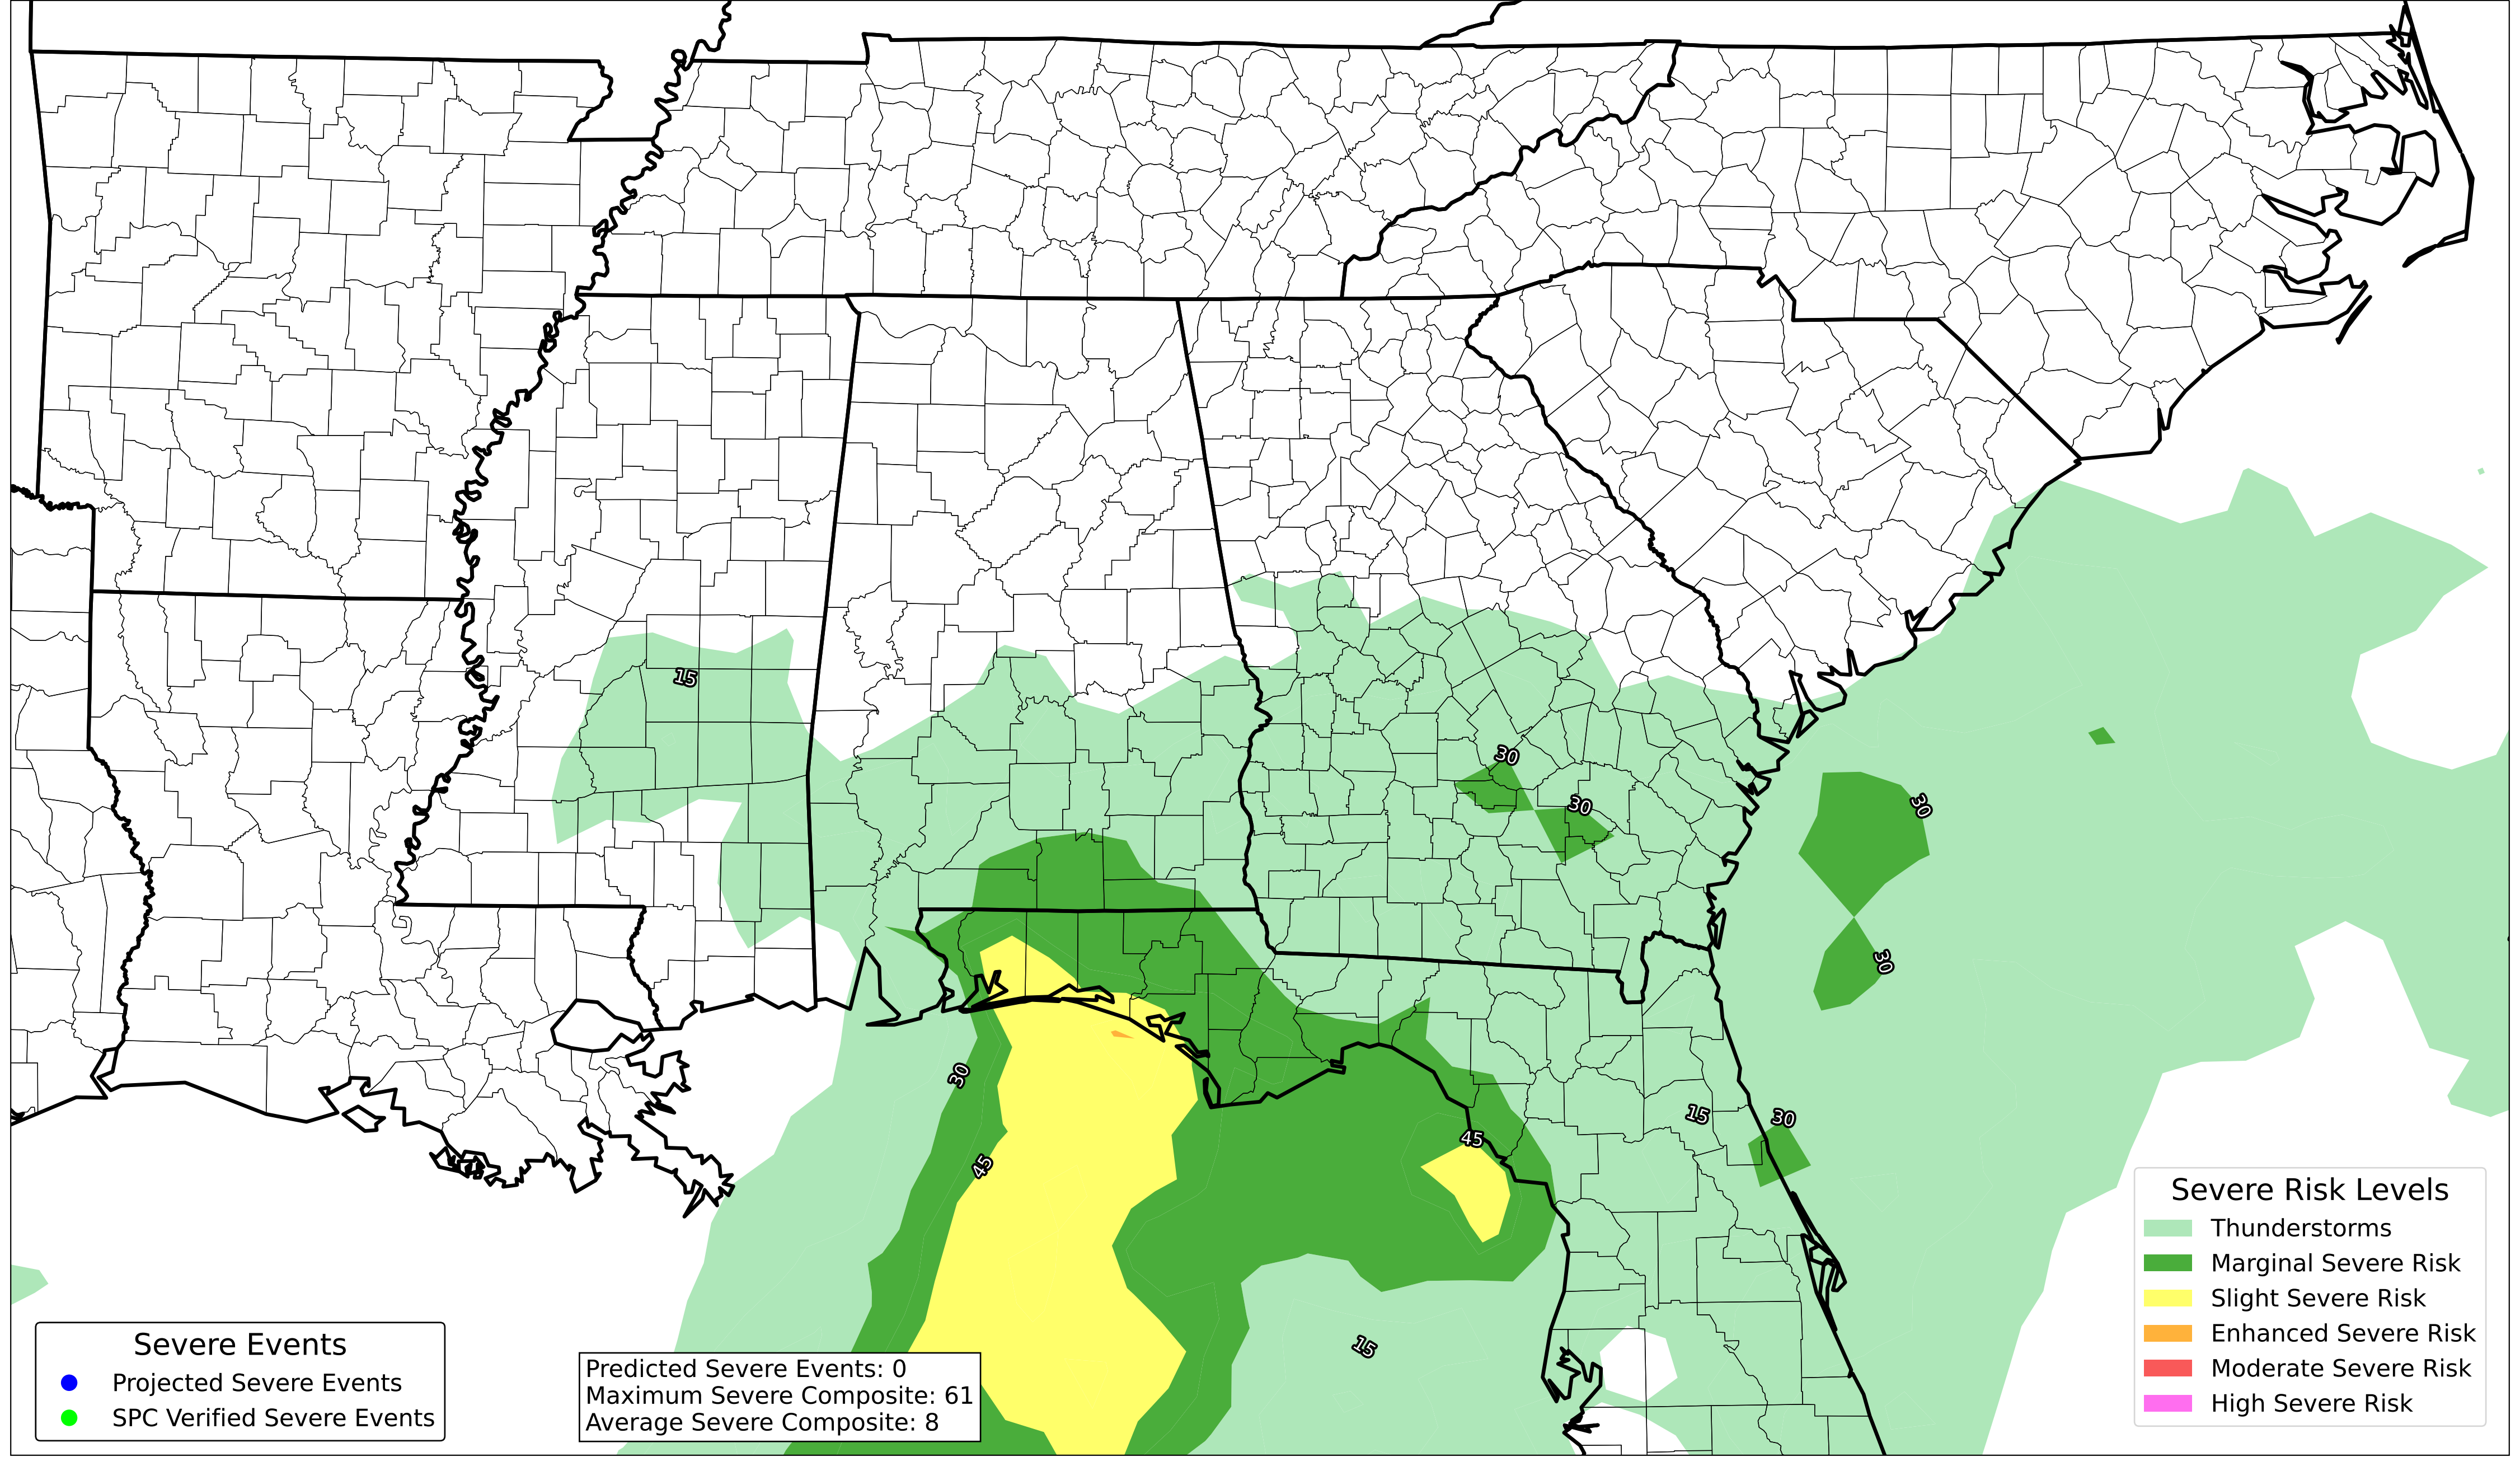 15
30
30
30
30
30
15
30
45
45
15
Severe Events
Projected Severe Events
SPC Verified Severe Events
Predicted Severe Events: 0
Maximum Severe Composite: 61
Average Severe Composite: 8
Severe Risk Levels
Thunderstorms
Marginal Severe Risk
Slight Severe Risk
Enhanced Severe Risk
Moderate Severe Risk
High Severe Risk